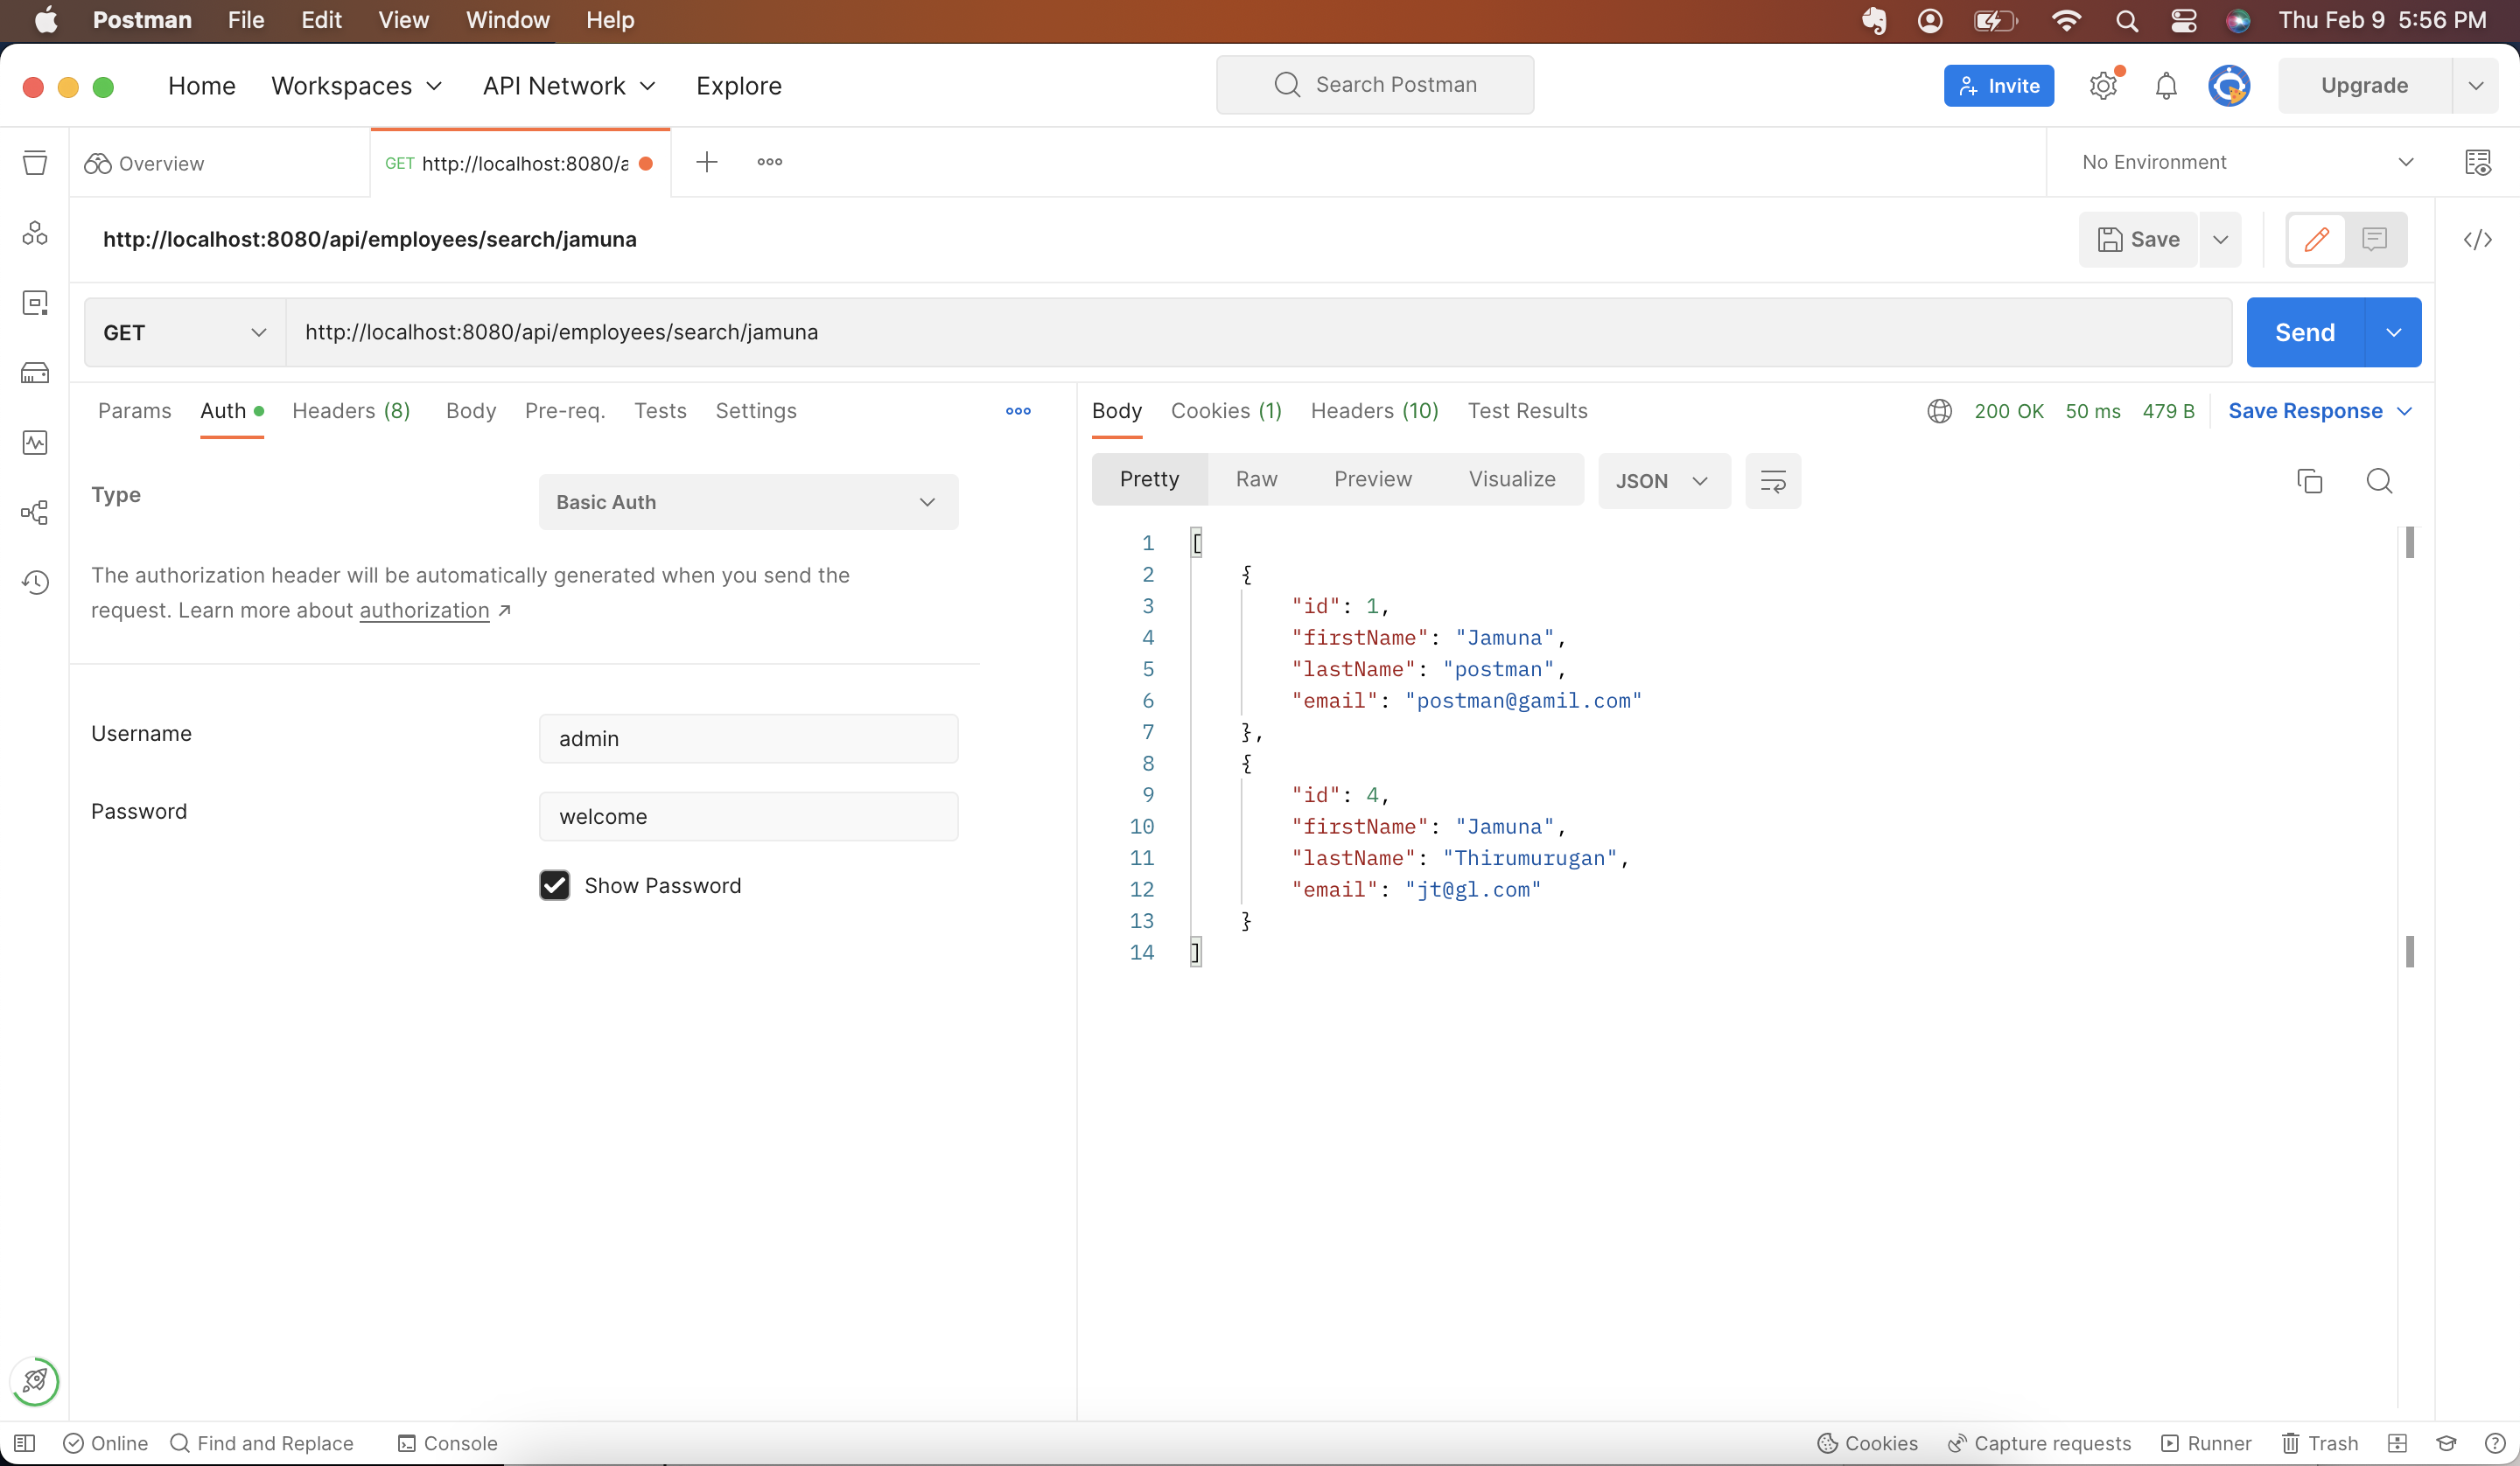 Postman File Edit View Window Help Thu Feb 9 5:56 PM
Home Workspaces API Network Explore Search Postman Invite Upgrade
Overview GET http://localhost:8080/a No Environment
http://localhost:8080/api/employees/search/jamuna Save
GET http://localhost:8080/api/employees/search/jamuna Send
Params Auth Headers (8) Body Pre-req. Tests Settings
Body Cookies (1) Headers (10) Test Results 200 OK 50 ms 479 B Save Response
Type Basic Auth
The authorization header will be automatically generated when you send the
request. Learn more about authorization ↗
Username admin
Password welcome
Show Password
Pretty Raw Preview Visualize JSON
1 [
2 {
3 "id": 1,
4 "firstName": "Jamuna",
5 "lastName": "postman",
6 "email": "postman@gamil.com"
7 },
8 {
9 "id": 4,
10 "firstName": "Jamuna",
11 "lastName": "Thirumurugan",
12 "email": "jt@gl.com"
13 }
14 ]
Online Find and Replace Console Cookies Capture requests Runner Trash